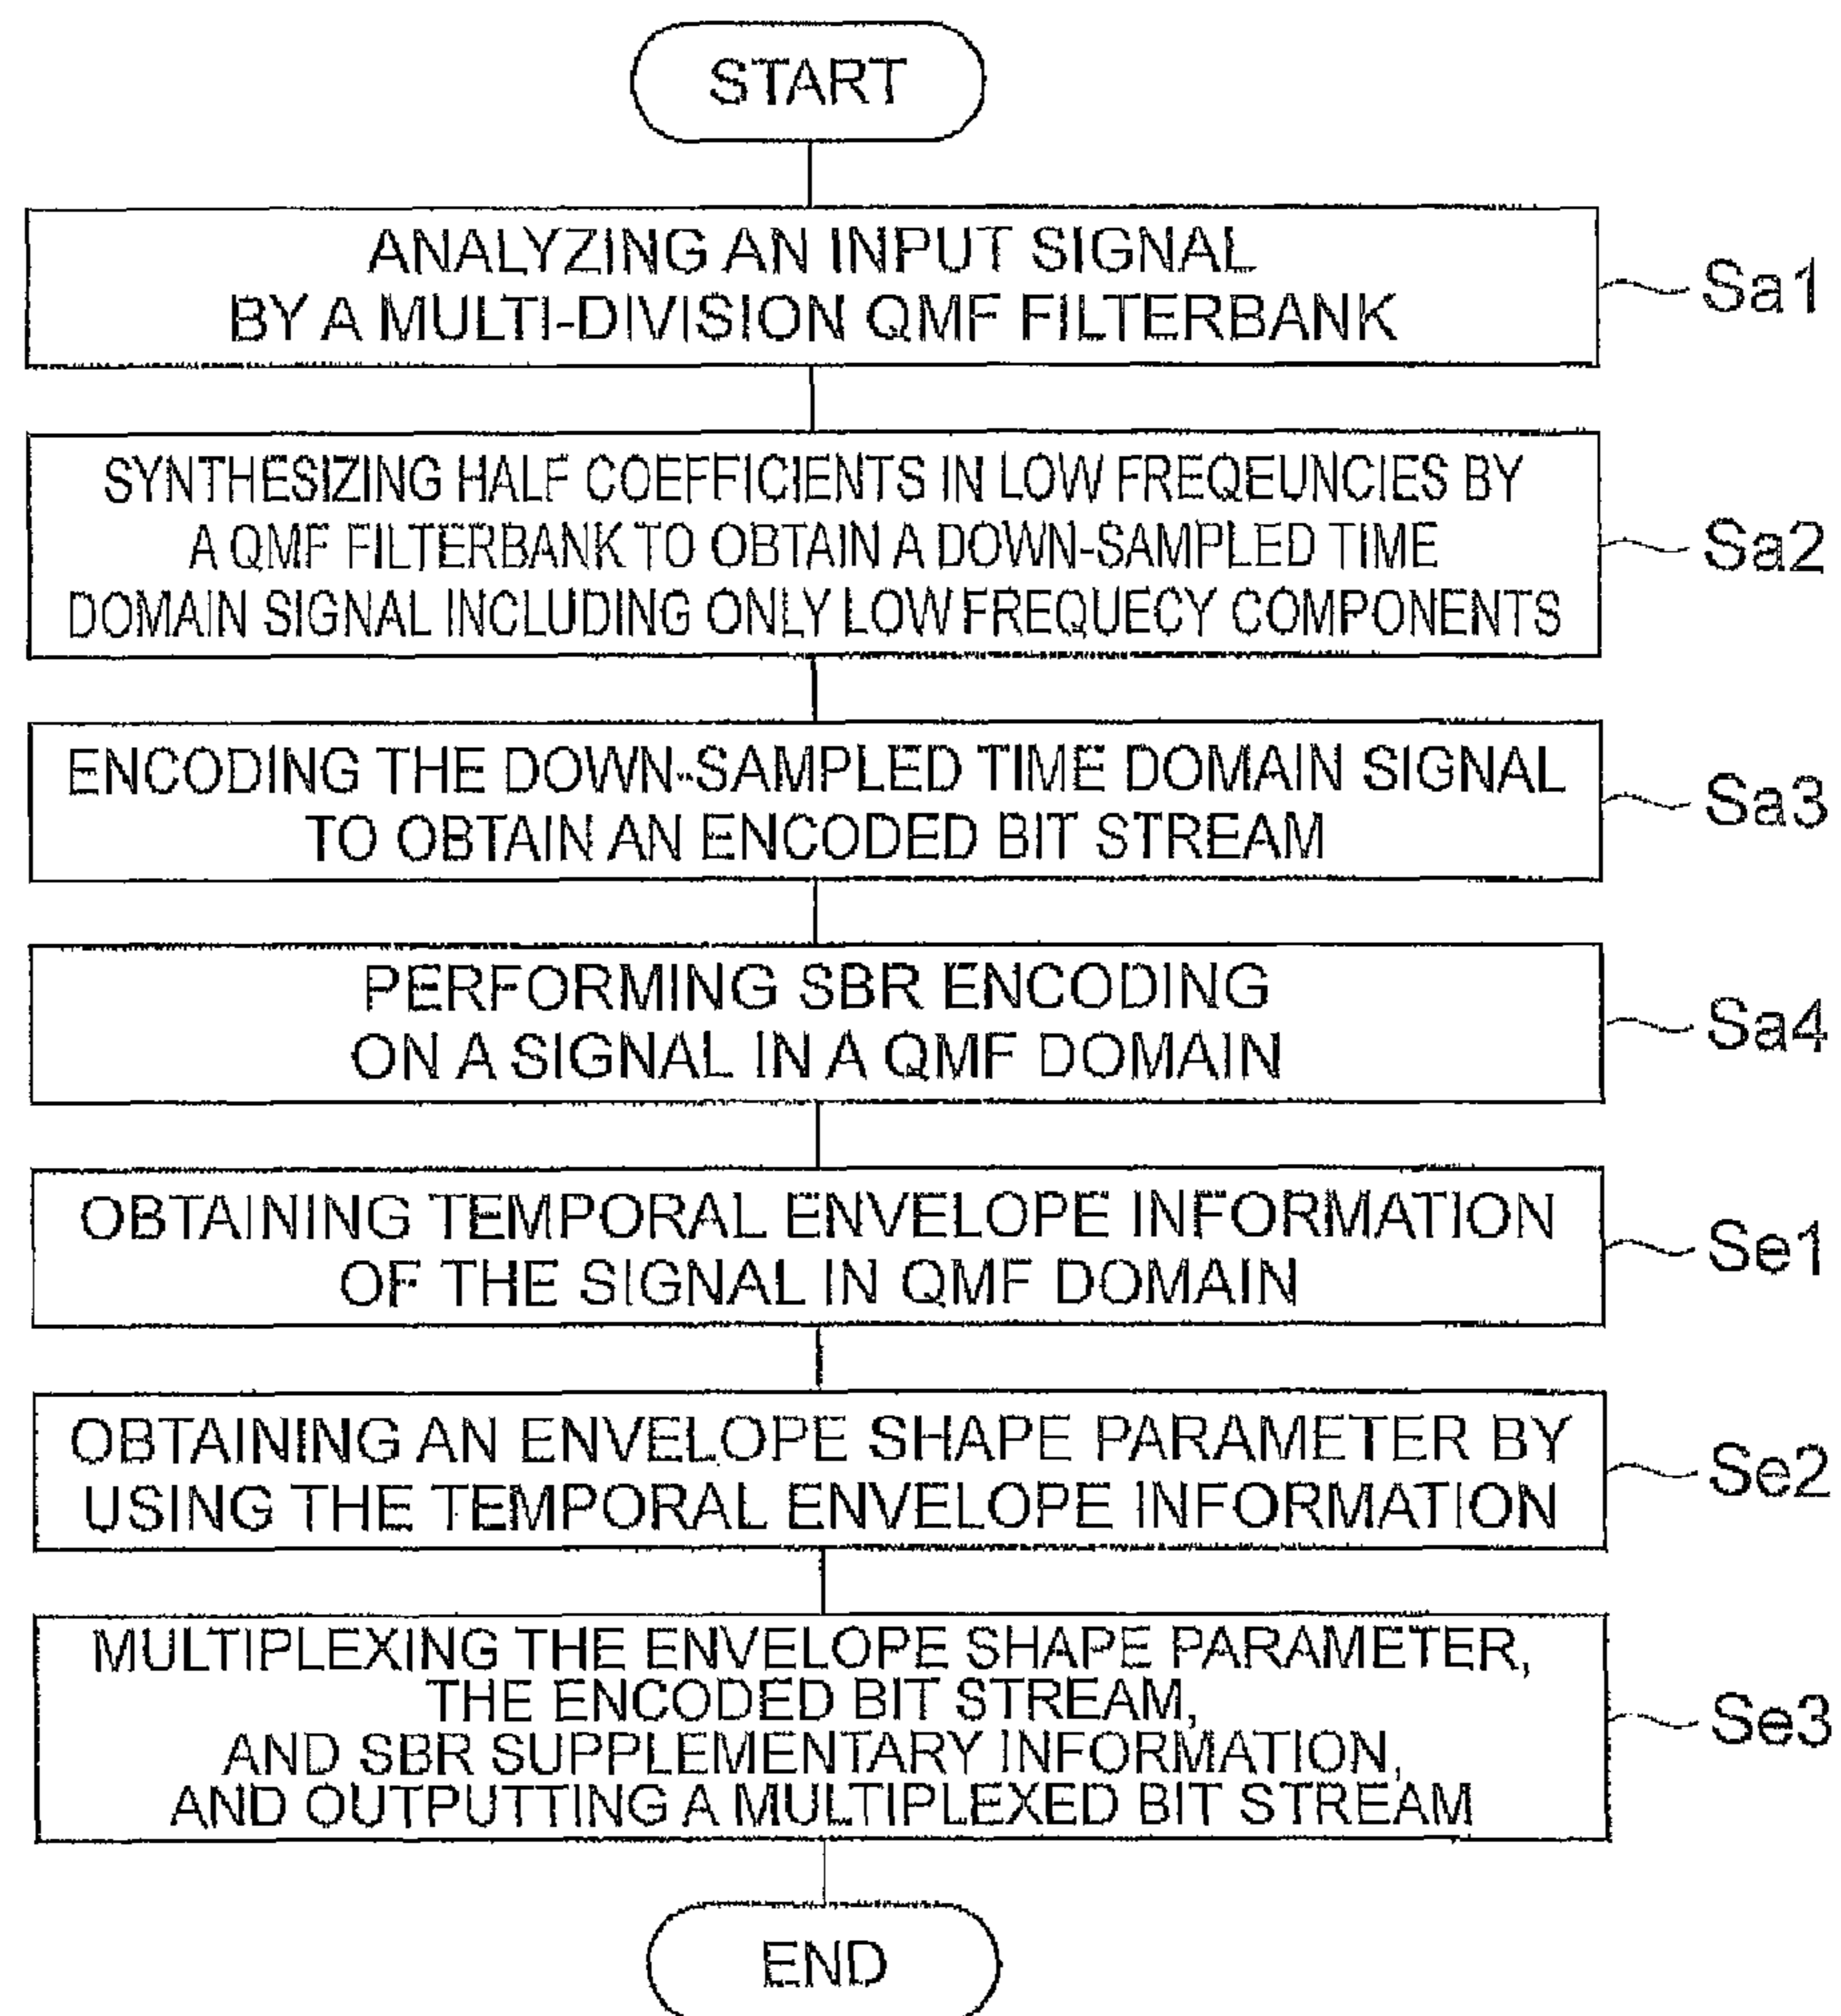 START
ANALYZING AN INPUT SIGNAL
BY A MULTI-DIVISION QMF FILTERBANK
Sa1
SYNTHESIZING HALF COEFFICIENTS IN LOW FREQEUNCIES BY
A QMF FILTERBANK TO OBTAIN A DOWN-SAMPLED TIME
DOMAIN SIGNAL INCLUDING ONLY LOW FREQUECY COMPONENTS
Sa2
ENCODING THE DOWN-SAMPLED TIME DOMAIN SIGNAL
TO OBTAIN AN ENCODED BIT STREAM
Sa3
PERFORMING SBR ENCODING
ON A SIGNAL IN A QMF DOMAIN
Sa4
OBTAINING TEMPORAL ENVELOPE INFORMATION
OF THE SIGNAL IN QMF DOMAIN
Se1
OBTAINING AN ENVELOPE SHAPE PARAMETER BY
USING THE TEMPORAL ENVELOPE INFORMATION
Se2
MULTIPLEXING THE ENVELOPE SHAPE PARAMETER,
THE ENCODED BIT STREAM,
AND SBR SUPPLEMENTARY INFORMATION,
AND OUTPUTTING A MULTIPLEXED BIT STREAM
Se3
END